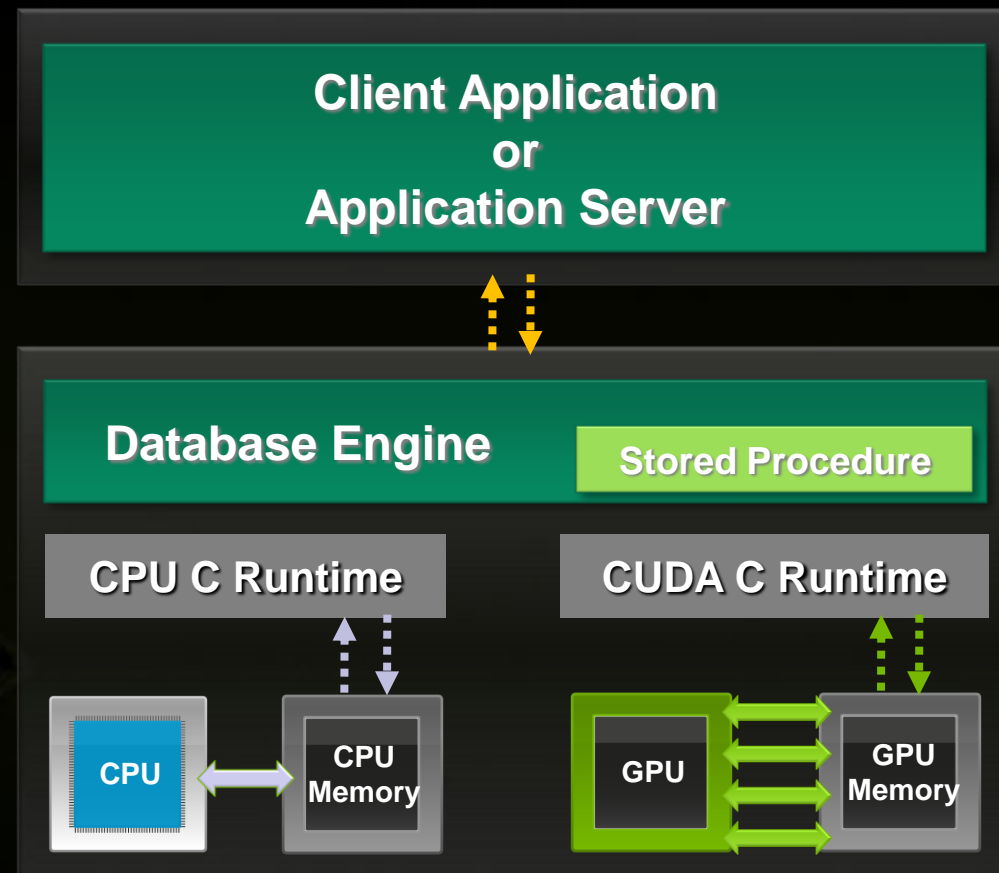 Client Application
or
Application Server
Database Engine
Stored Procedure
CPU C Runtime
CUDA C Runtime
CPU
CPU
Memory
GPU
GPU
Memory